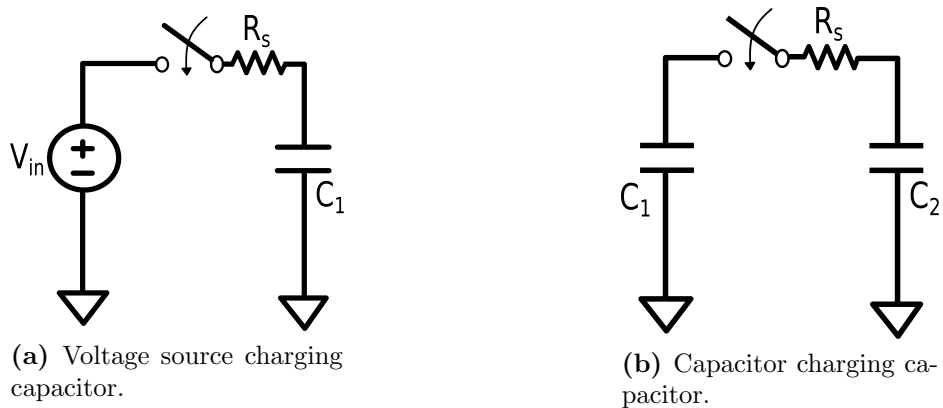 R_s
V_in
+
−
C_1
(a) Voltage source charging
capacitor.
R_s
C_1
C_2
(b) Capacitor charging ca-
pacitor.